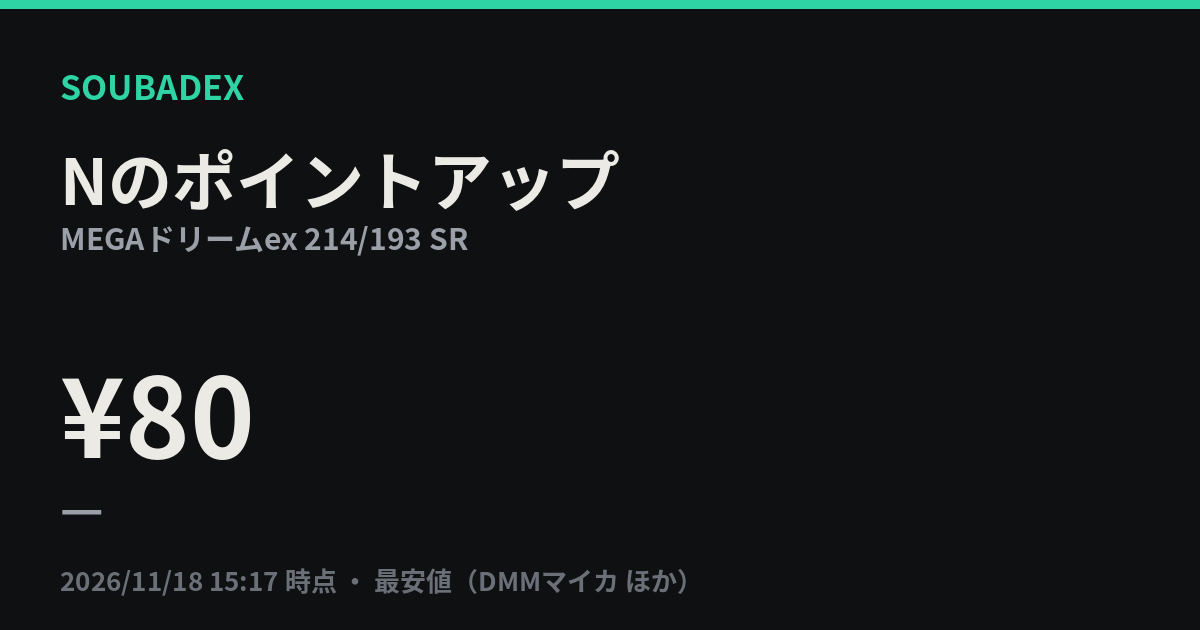 SOUBADEX
Nのポイントアップ
MEGAドリームex 214/193 SR
¥80
—
2026/11/18 15:17 時点 ・ 最安値（DMMマイカ ほか）